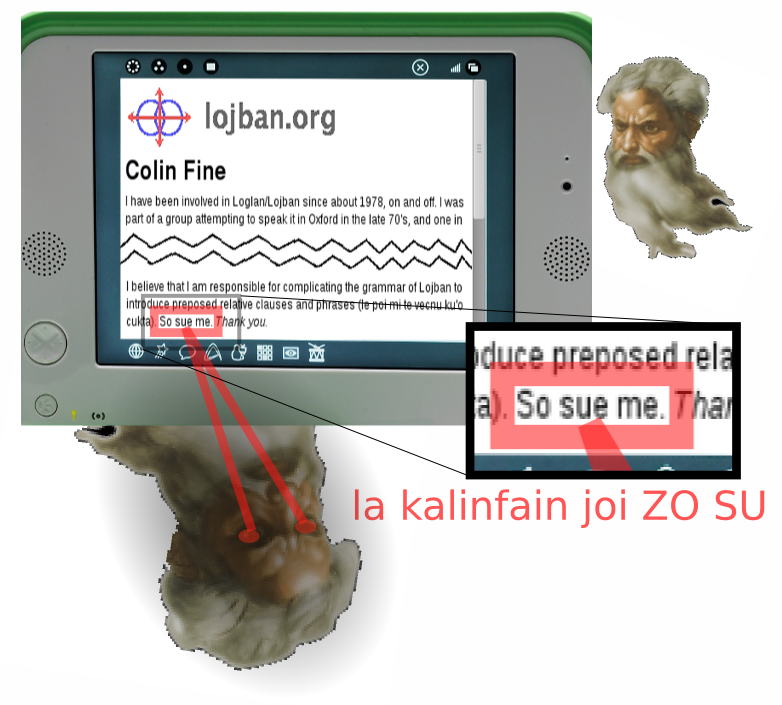 lojban.org
Colin Fine
I have been involved in Loglan/Lojban since about 1978, on and off. I was
part of a group attempting to speak it in Oxford in the late 70's, and one in
I believe that I am responsible for complicating the grammar of Lojban to
introduce preposed relative clauses and phrases (le poi mi te vecnu ku'o
cukta). So sue me. Thank you.
oduce preposed rela
ta). So sue me. Than
la kalinfain joi ZO SU